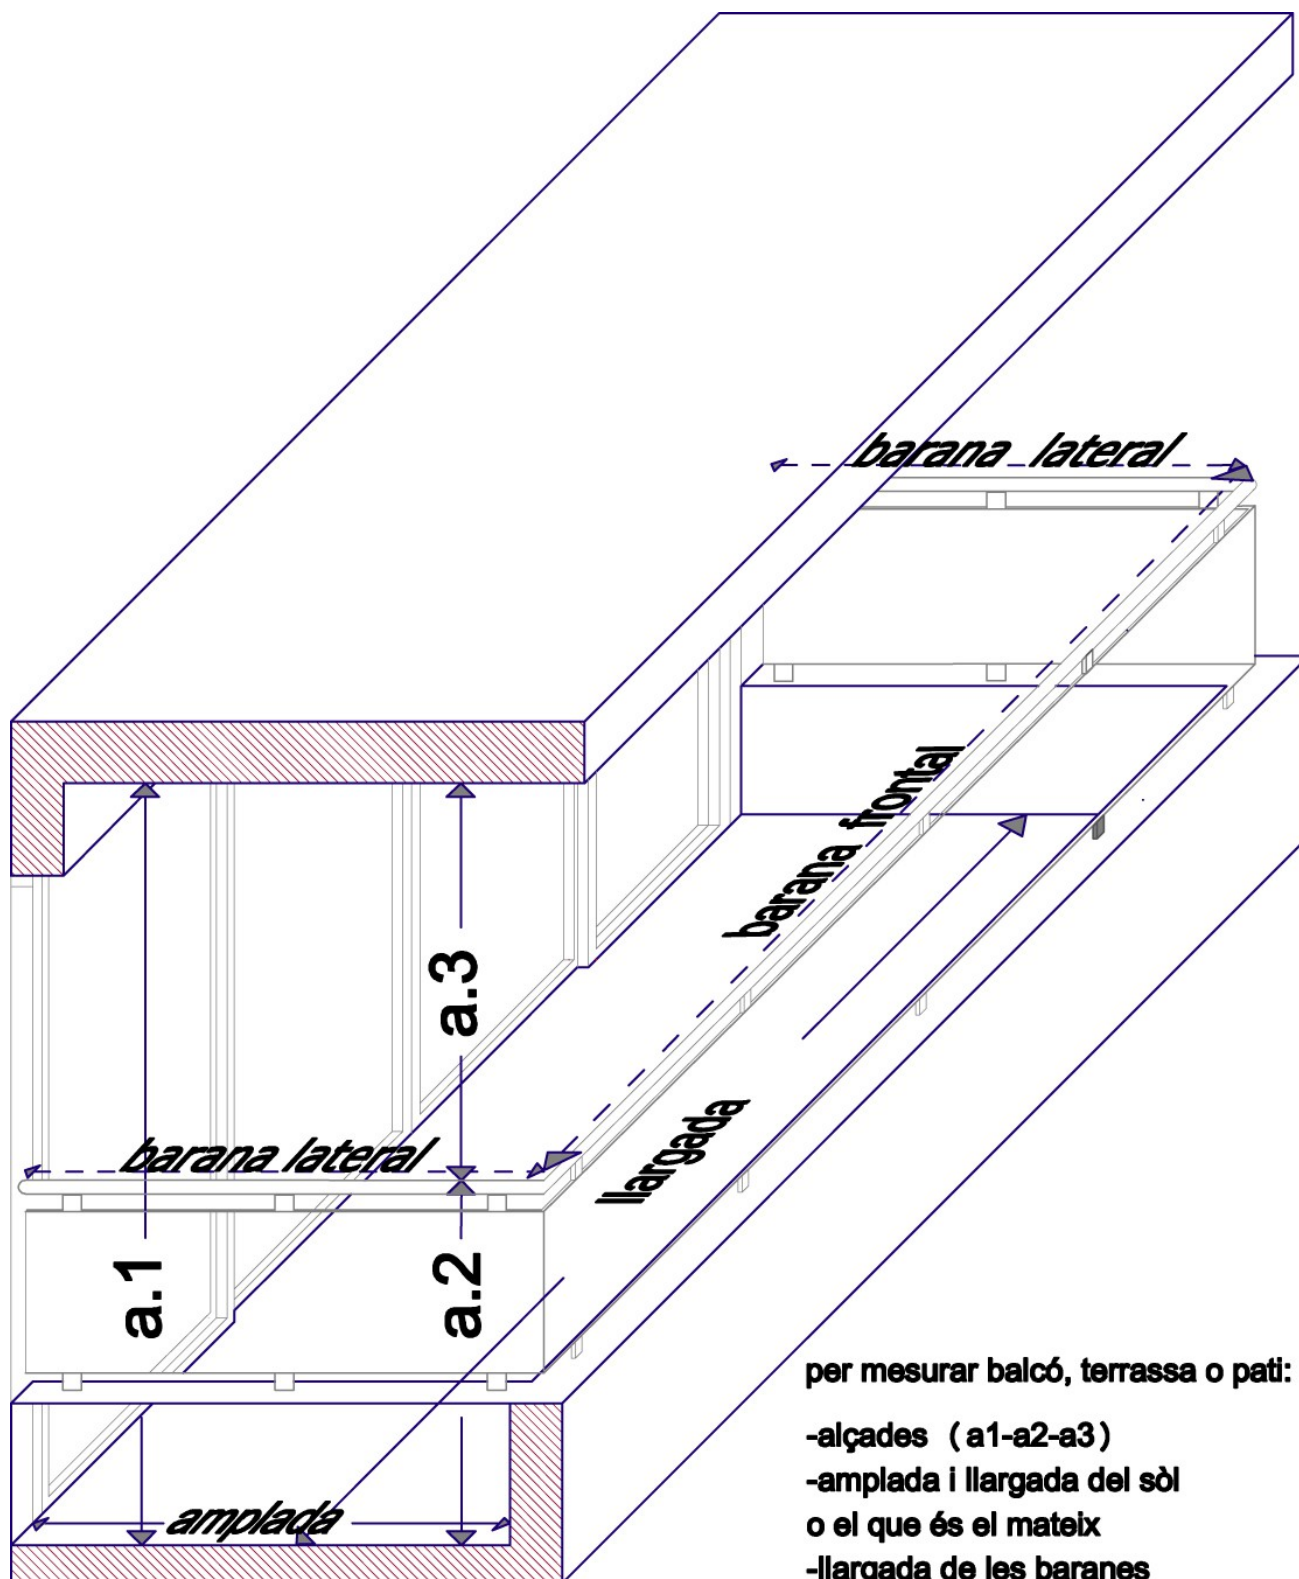 barana lateral
barana frontal
a.3
llargada
barana lateral
a.1
a.2
amplada
per mesurar balcó, terrassa o pati:
-alçades (a1-a2-a3)
-amplada i llargada del sòl
o el que és el mateix
-llargada de les baranes